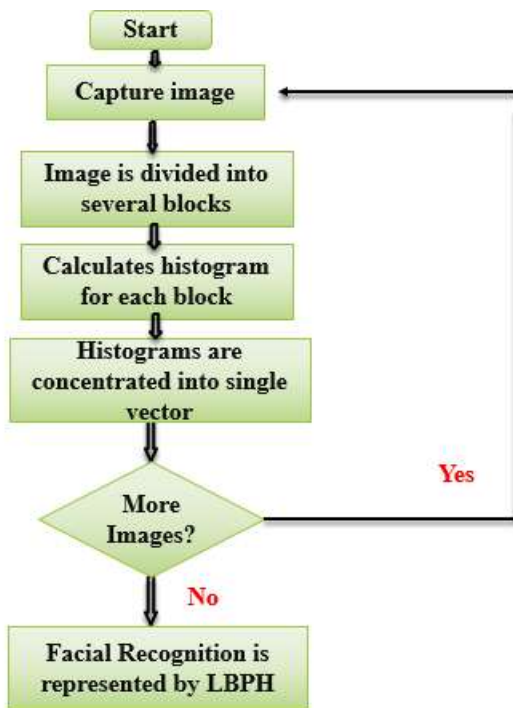 Start
Capture image
Image is divided into
several blocks
Calculates histogram
for each block
Histograms are
concentrated into single
vector
More
Images?
Yes
No
Facial Recognition is
represented by LBPH